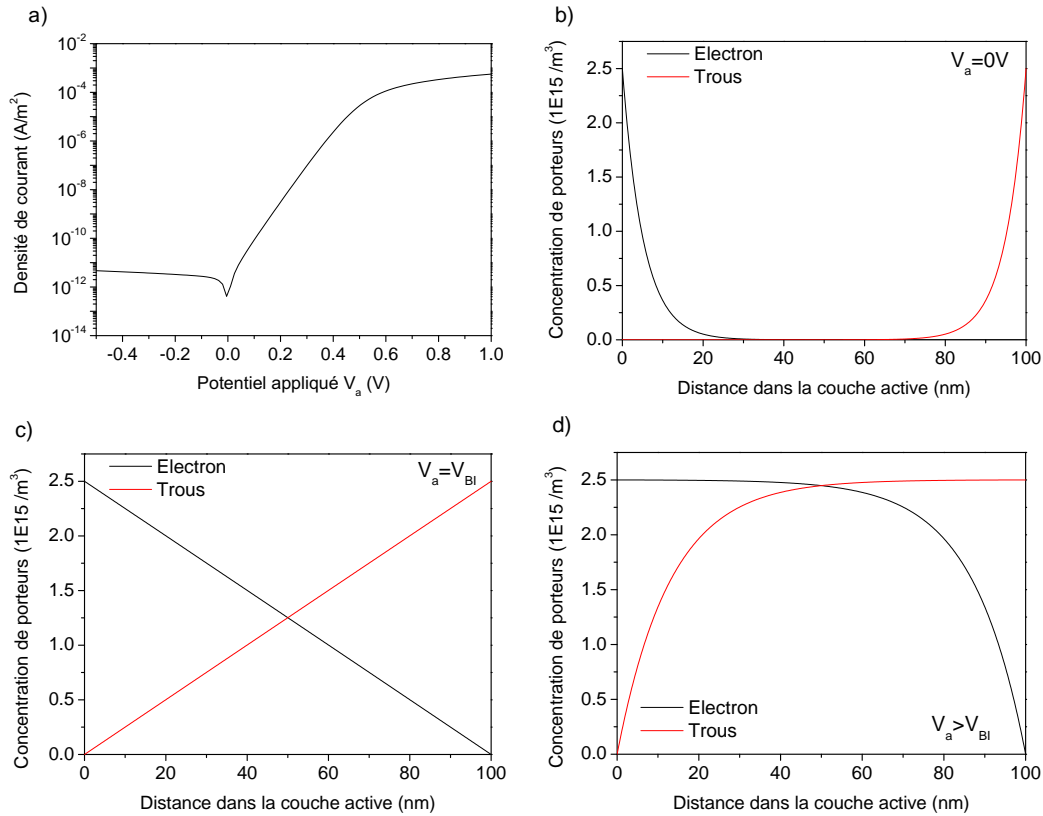 a)
10^-2
10^-4
10^-6
10^-8
10^-10
10^-12
10^-14
-0.4 -0.2 0.0 0.2 0.4 0.6 0.8 1.0
Densité de courant (A/m²)
Potentiel appliqué V_a (V)
b)
Electron
Trous
V_a=0V
2.5
2.0
1.5
1.0
0.5
0.0
0 20 40 60 80 100
Concentration de porteurs (1E15 /m³)
Distance dans la couche active (nm)
c)
Electron
Trous
V_a=V_BI
2.5
2.0
1.5
1.0
0.5
0.0
0 20 40 60 80 100
Concentration de porteurs (1E15 /m³)
Distance dans la couche active (nm)
d)
2.5
2.0
1.5
1.0
0.5
0.0
Electron
Trous
V_a>V_BI
0 20 40 60 80 100
Concentration de porteurs (1E15 /m³)
Distance dans la couche active (nm)